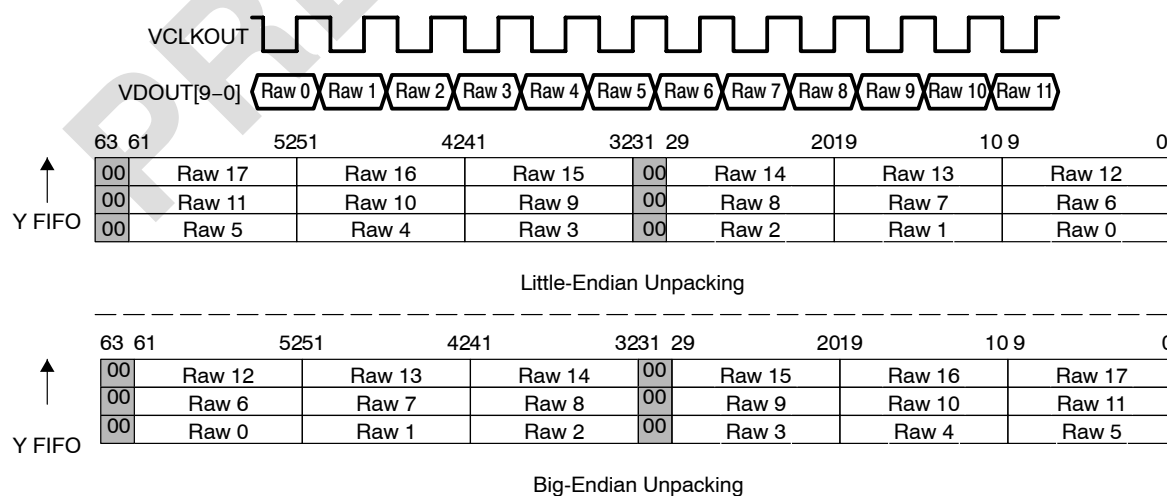 VCLKOUT
VDOUT[9–0] Raw 0 Raw 1 Raw 2 Raw 3 Raw 4 Raw 5 Raw 6 Raw 7 Raw 8 Raw 9 Raw 10 Raw 11
63 61 5251 4241 3231 29 2019 10 9 0
00 Raw 17 Raw 16 Raw 15 00 Raw 14 Raw 13 Raw 12
00 Raw 11 Raw 10 Raw 9 00 Raw 8 Raw 7 Raw 6
Y FIFO
00 Raw 5 Raw 4 Raw 3 00 Raw 2 Raw 1 Raw 0
Little-Endian Unpacking
63 61 5251 4241 3231 29 2019 10 9 0
00 Raw 12 Raw 13 Raw 14 00 Raw 15 Raw 16 Raw 17
00 Raw 6 Raw 7 Raw 8 00 Raw 9 Raw 10 Raw 11
00 Raw 0 Raw 1 Raw 2 00 Raw 3 Raw 4 Raw 5
Y FIFO
Big-Endian Unpacking